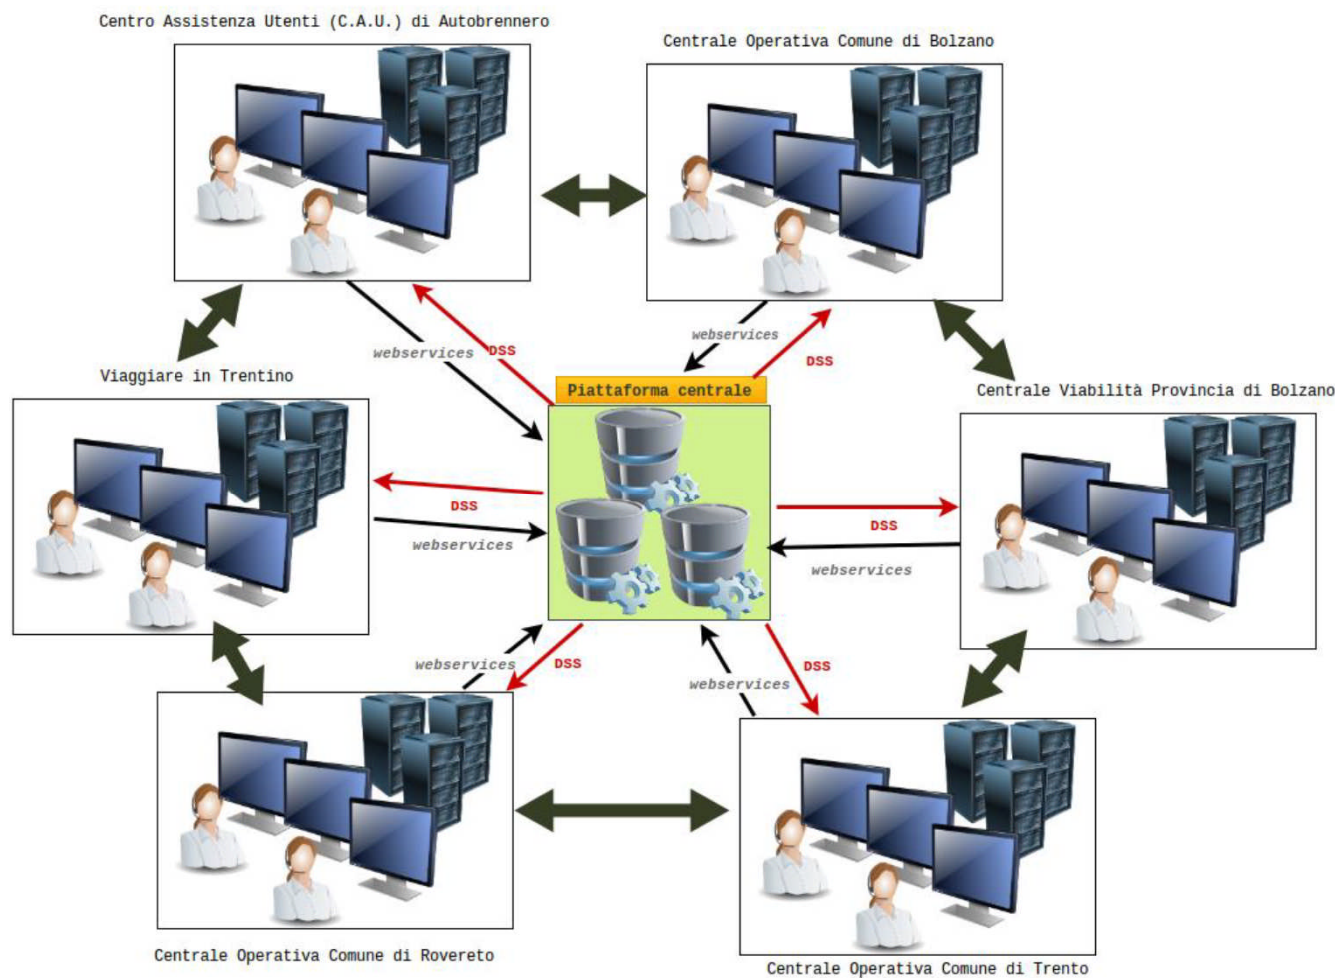 Centro Assistenza Utenti (C.A.U.) di Autobrennero
Centrale Operativa Comune di Bolzano
webservices
DSS
webservices
DSS
Viaggiare in Trentino
Piattaforma centrale
Centrale Viabilità Provincia di Bolzano
DSS
webservices
DSS
webservices
webservices
DSS
webservices
DSS
Centrale Operativa Comune di Rovereto
Centrale Operativa Comune di Trento